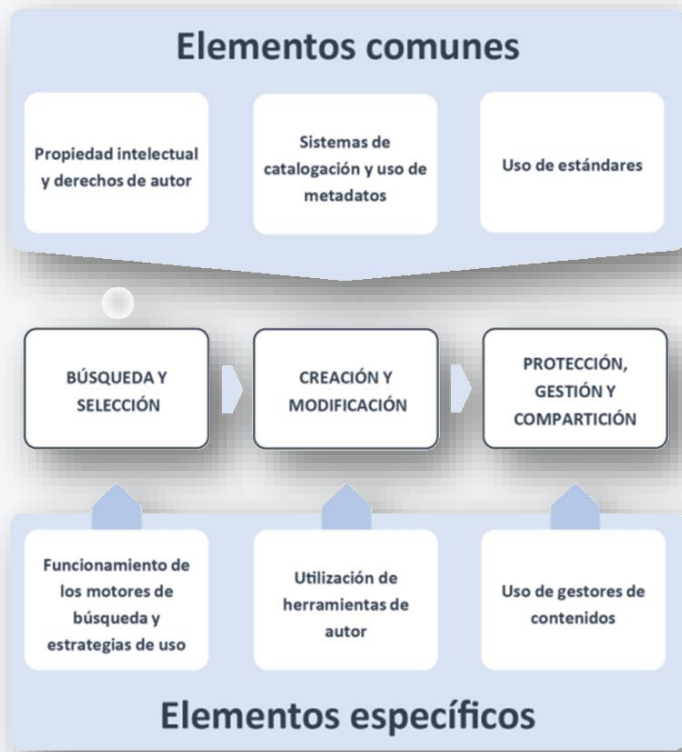 Elementos comunes
Propiedad intelectual
y derechos de autor
Sistemas de
catalogación y uso de
metadatos
Uso de estándares
BÚSQUEDA Y
SELECCIÓN
CREACIÓN Y
MODIFICACIÓN
PROTECCIÓN,
GESTIÓN Y
COMPARTICIÓN
Funcionamiento de
los motores de
búsqueda y
estrategias de uso
Utilización de
herramientas de
autor
Uso de gestores de
contenidos
Elementos específicos